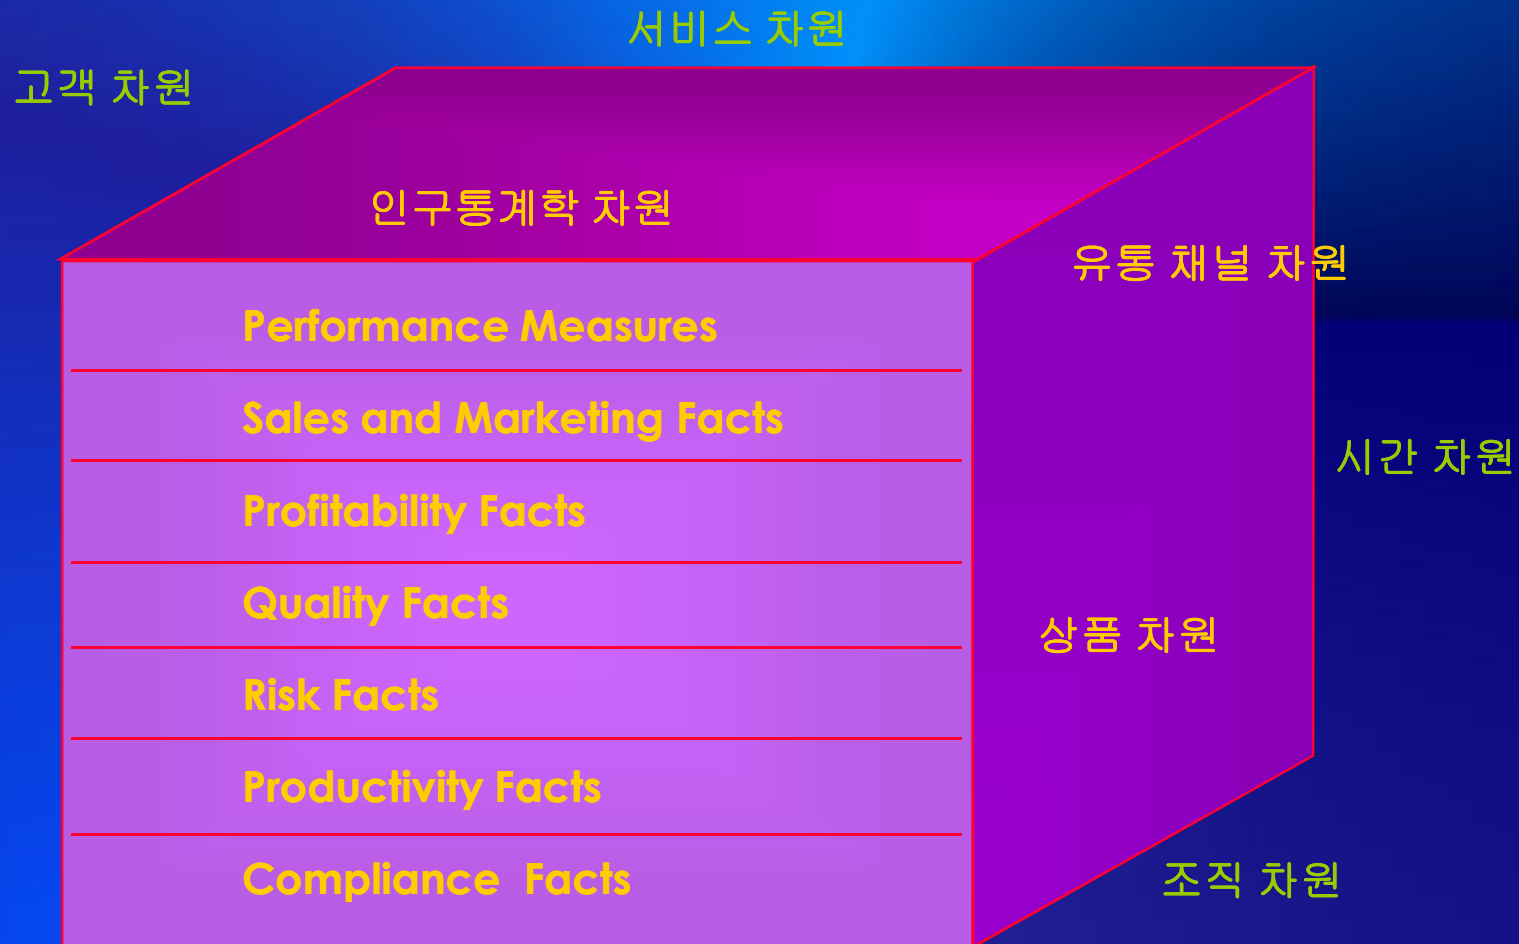 서비스 차원
고객 차원
인구통계학 차원
유통 채널 차원
Performance Measures
Sales and Marketing Facts
시간 차원
Profitability Facts
Quality Facts
상품 차원
Risk Facts
Productivity Facts
Compliance  Facts
조직 차원